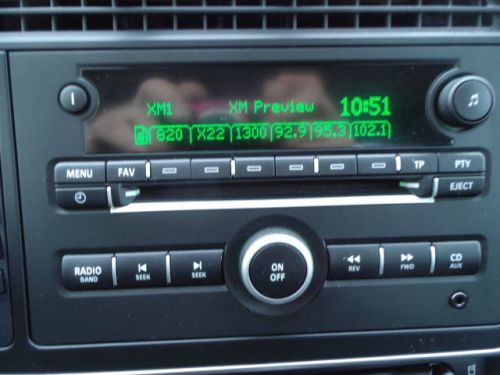 XM1 XM Preview 10:51
820 X22 1300 92.9 95.3 102.1
MENU FAV TP PTY
EJECT
RADIO BAND SEEK SEEK ON OFF REV FWD CD AUX